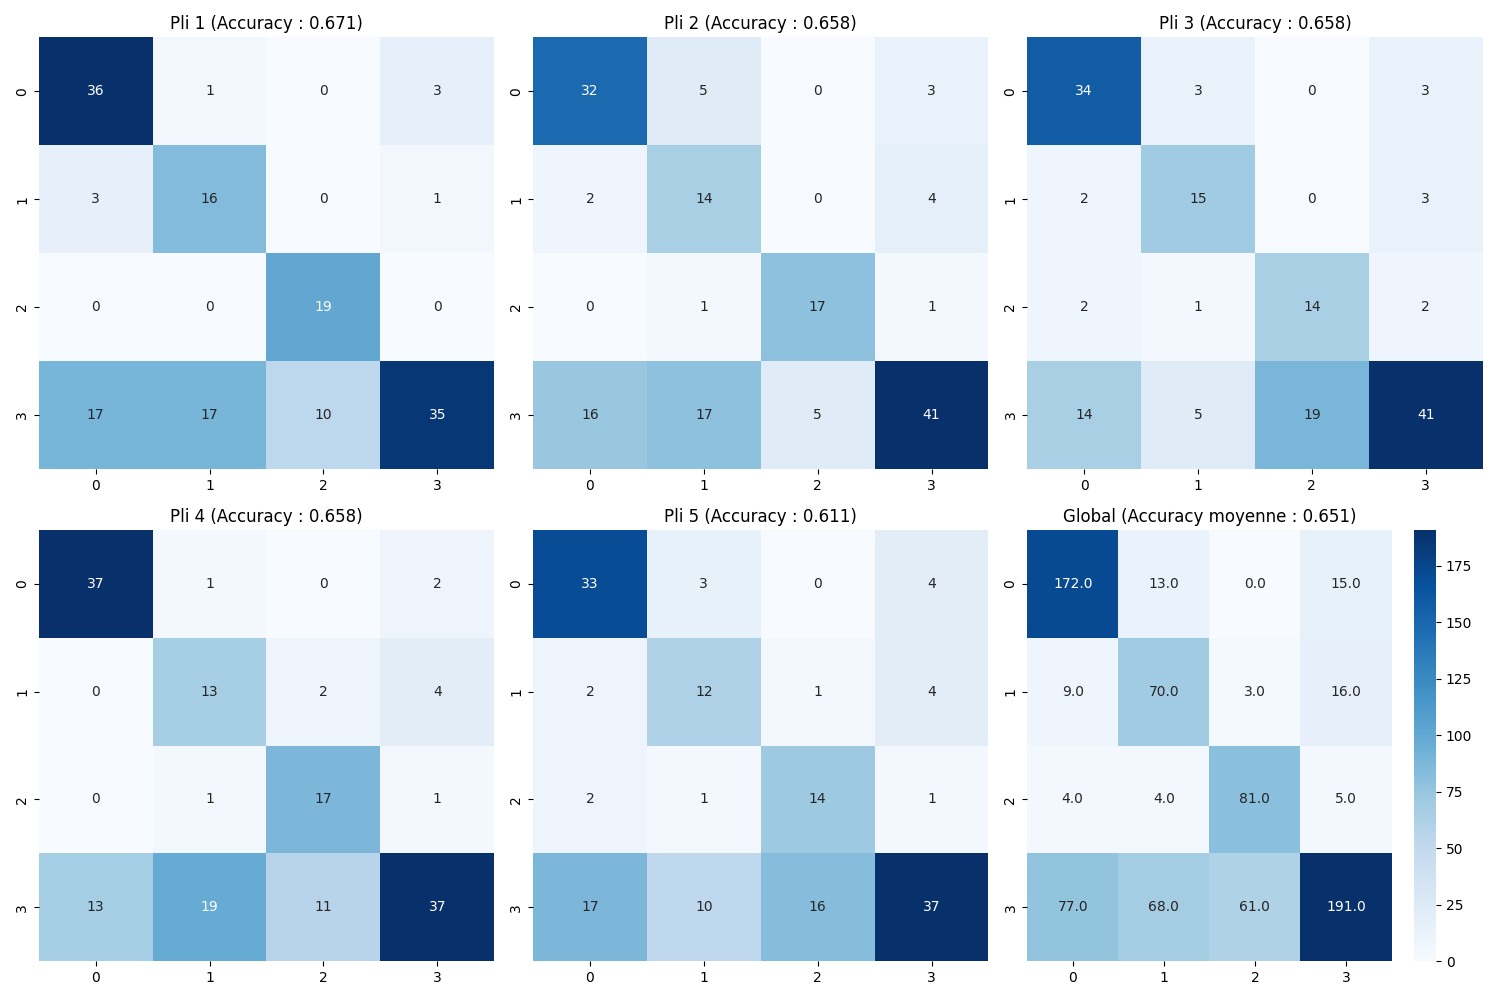 Pli 1 (Accuracy : 0.671)
0 36 1 0 3
1 3 16 0 1
2 0 0 19 0
3 17 17 10 35
0 1 2 3
Pli 2 (Accuracy : 0.658)
0 32 5 0 3
1 2 14 0 4
2 0 1 17 1
3 16 17 5 41
0 1 2 3
Pli 3 (Accuracy : 0.658)
0 34 3 0 3
1 2 15 0 3
2 2 1 14 2
3 14 5 19 41
0 1 2 3
Pli 4 (Accuracy : 0.658)
0 37 1 0 2
1 0 13 2 4
2 0 1 17 1
3 13 19 11 37
0 1 2 3
Pli 5 (Accuracy : 0.611)
0 33 3 0 4
1 2 12 1 4
2 2 1 14 1
3 17 10 16 37
0 1 2 3
Global (Accuracy moyenne : 0.651)
0 172.0 13.0 0.0 15.0
1 9.0 70.0 3.0 16.0
2 4.0 4.0 81.0 5.0
3 77.0 68.0 61.0 191.0
0 1 2 3
175
150
125
100
75
50
25
0